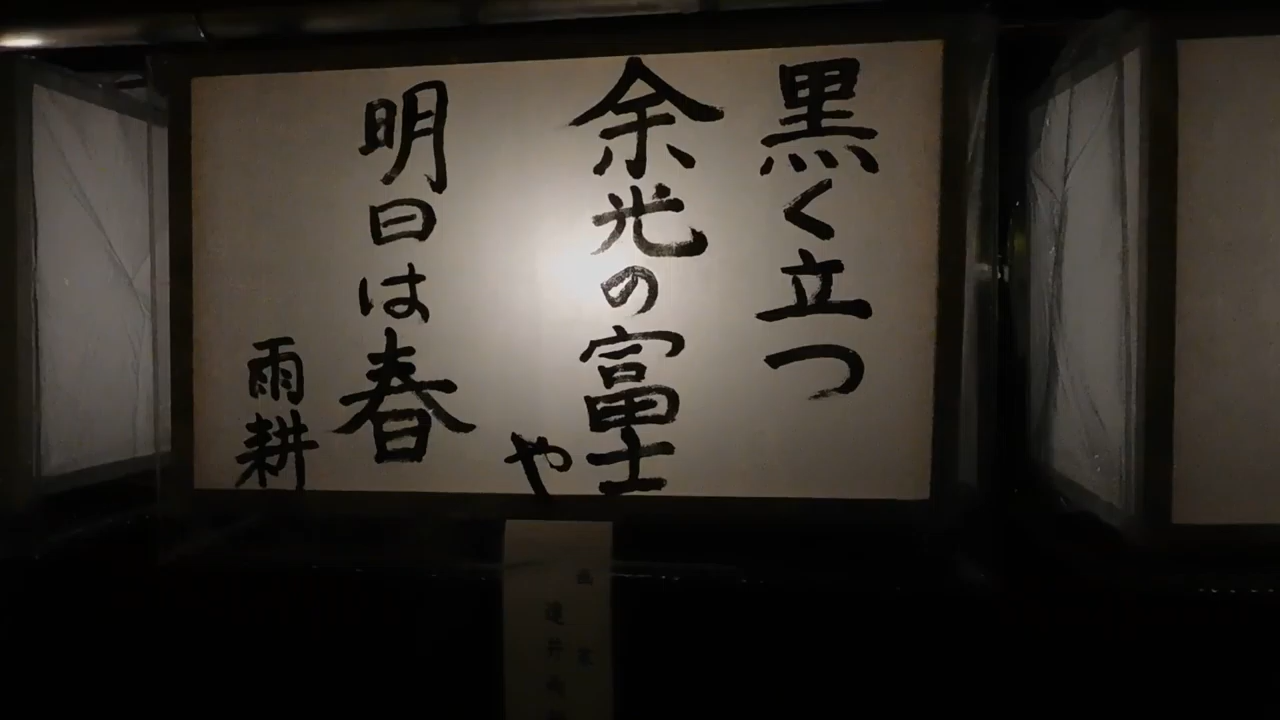 黒く立つ
余光の富士
や
明日は春
雨耕